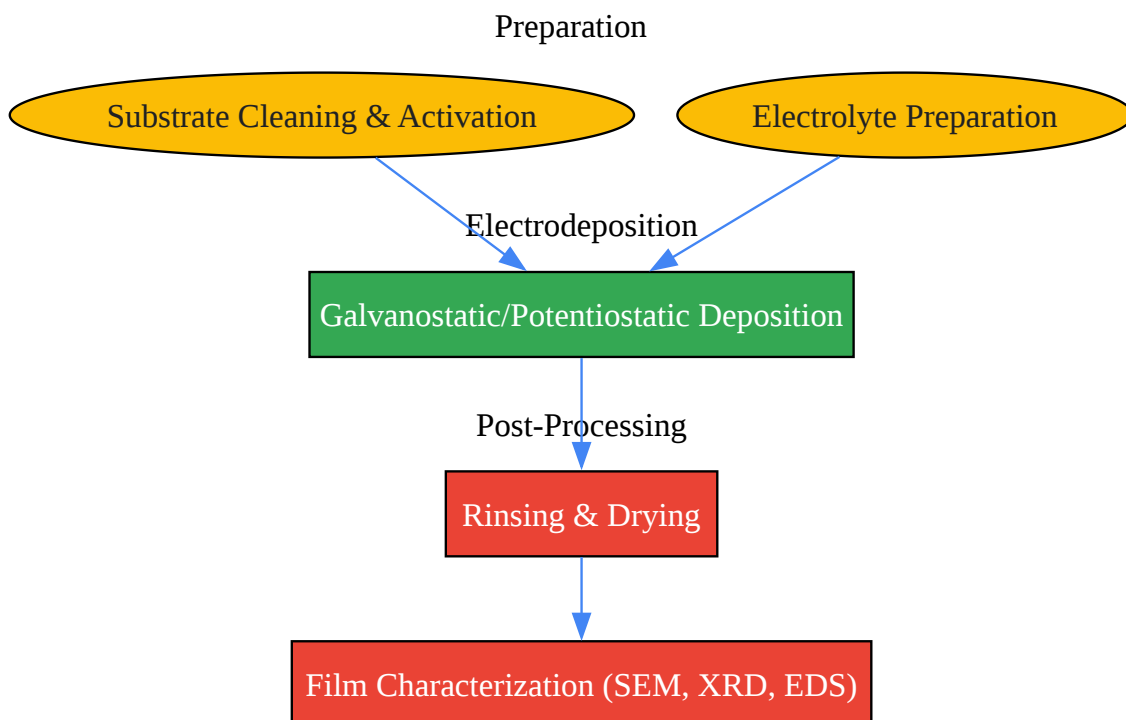 Preparation
Substrate Cleaning & Activation
Electrolyte Preparation
Electrodeposition
Galvanostatic/Potentiostatic Deposition
Post-Processing
Rinsing & Drying
Film Characterization (SEM, XRD, EDS)